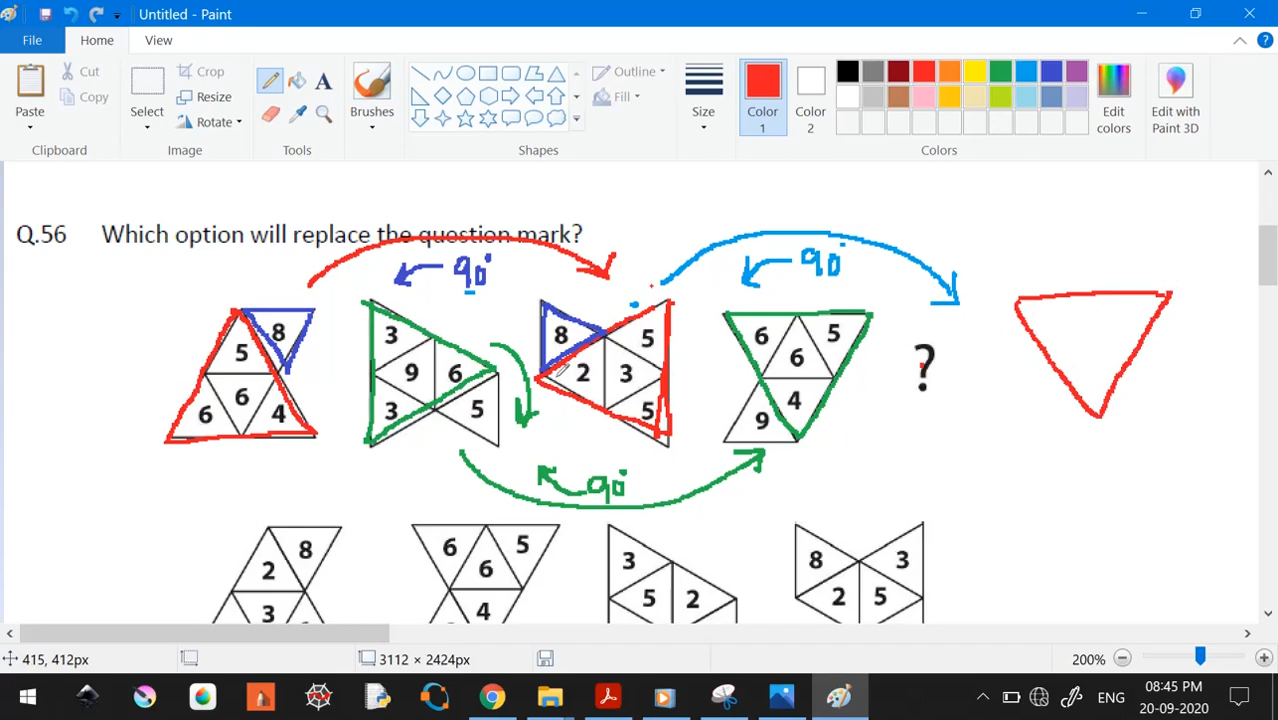 Untitled - Paint
File Home View
Cut
Copy
Paste
Clipboard
Select
Crop
Resize
Rotate
Image
Tools
Brushes
Shapes
Outline
Fill
Size
Color 1
Color 2
Edit colors
Colors
Edit with Paint 3D
Q.56 Which option will replace the question mark?
90°
90°
8
5
6 6 4
3
9 6
3 5
8 5
2 3
5
6 5
6
4
9
?
90°
8
2
3
6 5
6
4
3
5 2
8 3
2 5
415, 412px
3112 × 2424px
200%
ENG
08:45 PM
20-09-2020